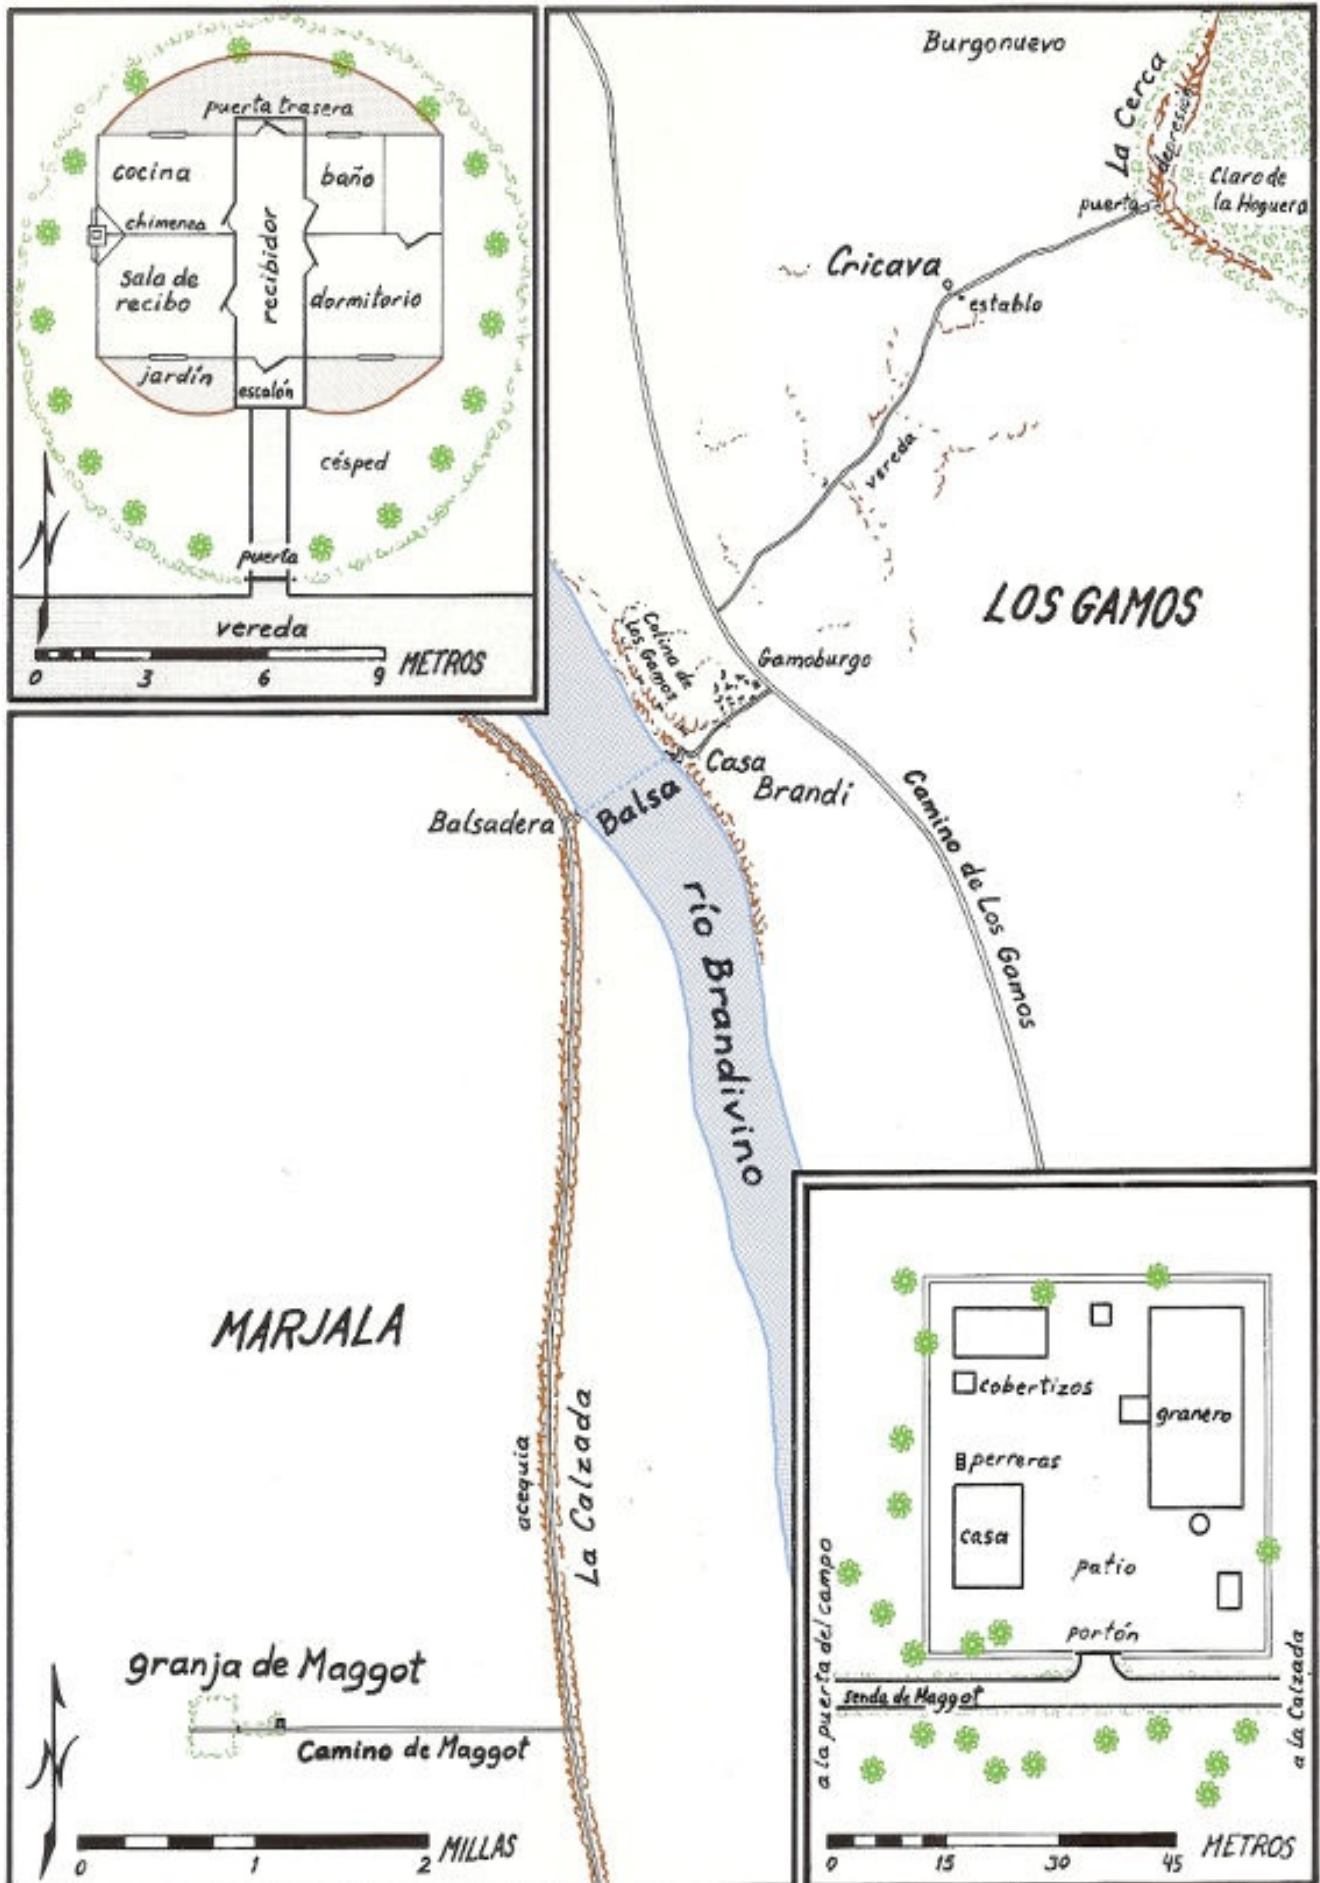 puerta trasera
cocina
baño
chimenea
recibidor
sala de
recibo
dormitorio
jardín
escalón
césped
puerta
vereda
N
0 3 6 9 METROS
Burgonuevo
La Cerca
depresión
Claro de
la Hoguera
puerta
Cricava
establo
vereda
LOS GAMOS
Colina de
Los Gamos
Gamoburgo
Casa
Brandi
Balsadera
Balsa
Camino de Los Gamos
río Brandivino
MARJALA
acequia
La Calzada
granja de Maggot
Camino de Maggot
N
0 1 2 MILLAS
cobertizos
granero
perreras
casa
patio
portón
a la puerta del campo
senda de Maggot
a la Calzada
0 15 30 45 METROS